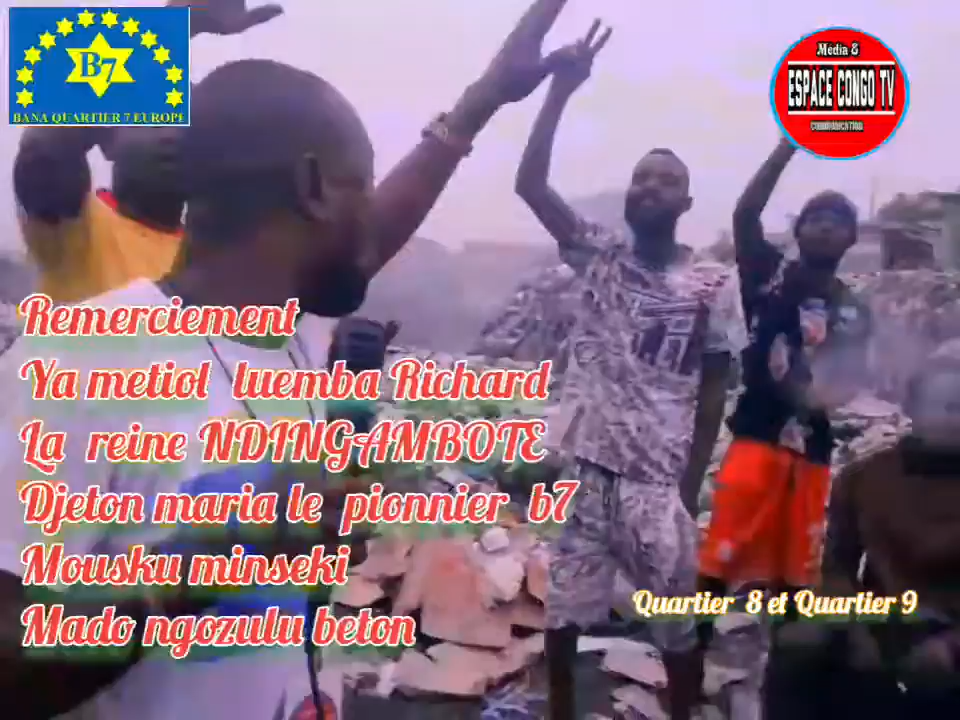 B7
BANA QUARTIER 7 EUROPE
Média &
ESPACE CONGO TV
COMMUNICATION
Remerciement
Ya metiol luemba Richard
La reine NDINGAMBOTE
Djeton maria le pionnier b7
Mousku minseki
Mado ngozulu beton
Quartier 8 et Quartier 9